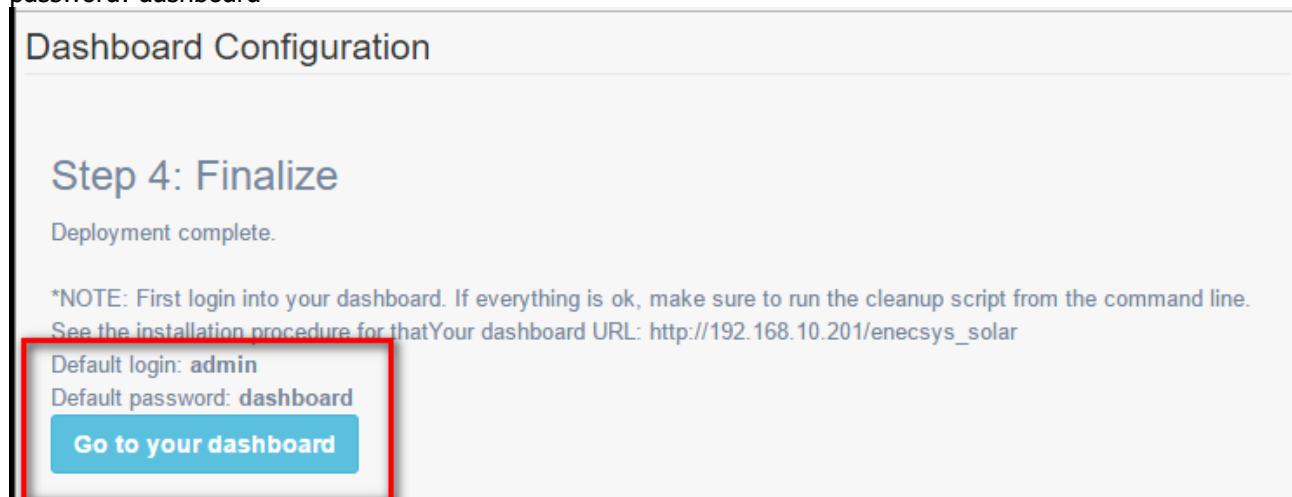 password: dashboard
Dashboard Configuration
Step 4: Finalize
Deployment complete.
*NOTE: First login into your dashboard. If everything is ok, make sure to run the cleanup script from the command line.
See the installation procedure for thatYour dashboard URL: http://192.168.10.201/enecsys_solar
Default login: admin
Default password: dashboard
Go to your dashboard